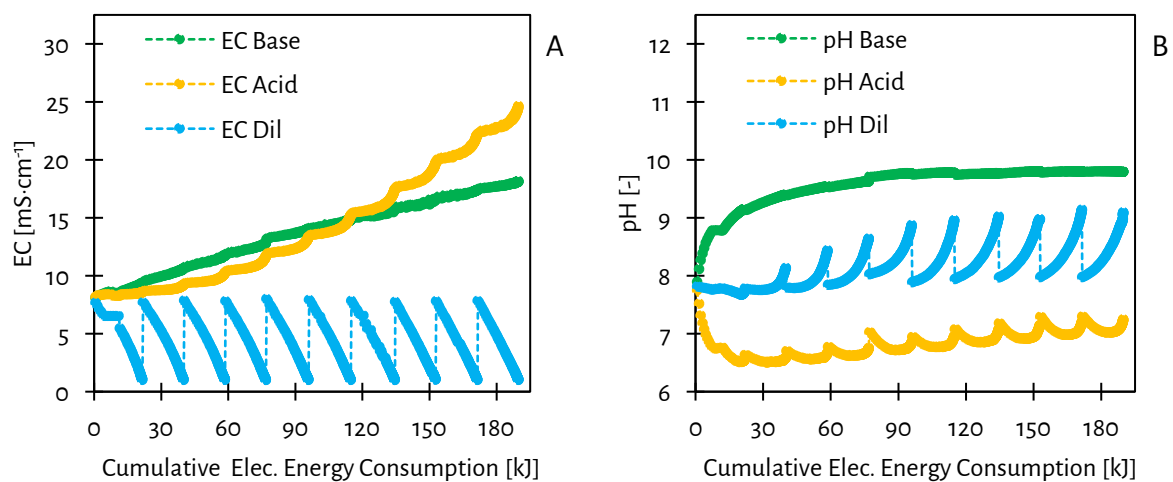 A
EC Base
EC Acid
EC Dil
30
25
20
15
10
5
0
EC [mS·cm⁻¹]
0 30 60 90 120 150 180
Cumulative Elec. Energy Consumption [kJ]
B
pH Base
pH Acid
pH Dil
12
11
10
9
8
7
6
pH [-]
0 30 60 90 120 150 180
Cumulative Elec. Energy Consumption [kJ]